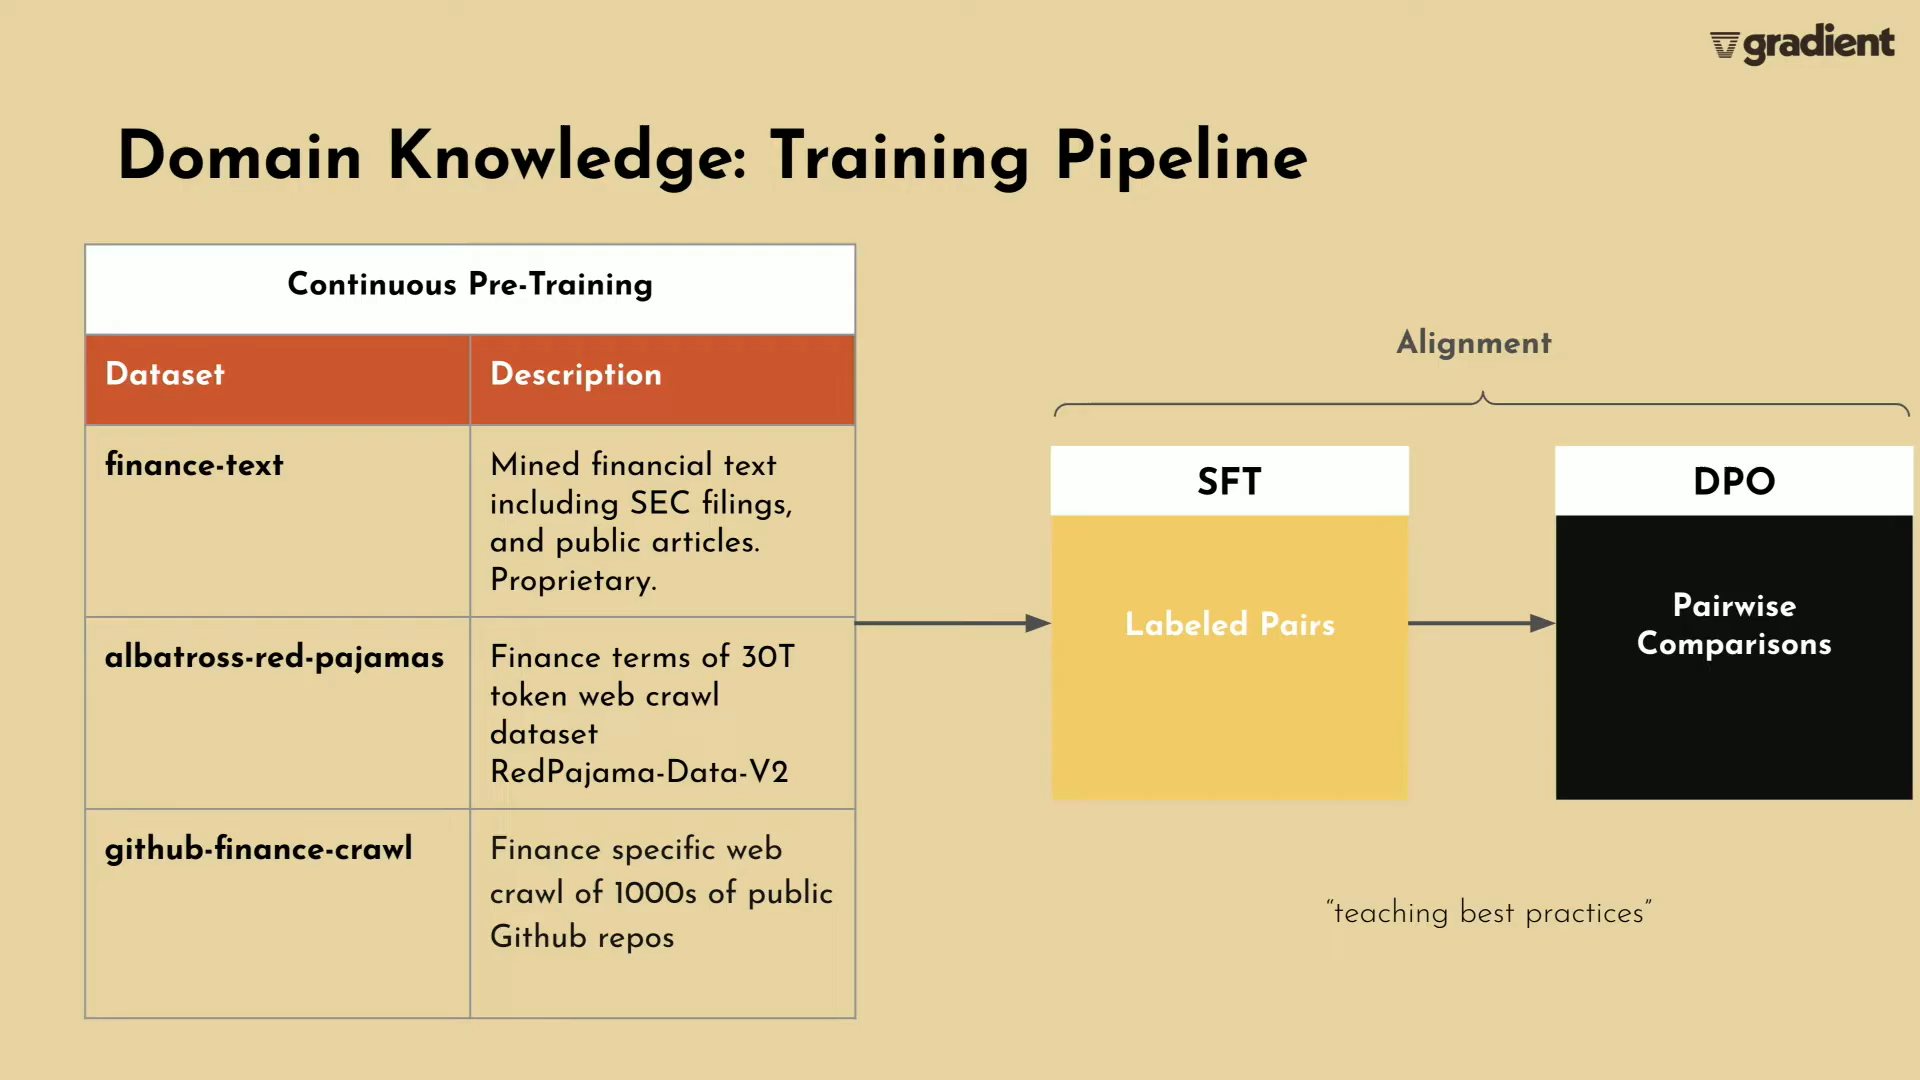 gradient
Domain Knowledge: Training Pipeline
Continuous Pre-Training
Dataset
Description
finance-text
Mined financial text
including SEC filings,
and public articles.
Proprietary.
albatross-red-pajamas
Finance terms of 30T
token web crawl
dataset
RedPajama-Data-V2
github-finance-crawl
Finance specific web
crawl of 1000s of public
Github repos
Alignment
SFT
Labeled Pairs
DPO
Pairwise
Comparisons
“teaching best practices”